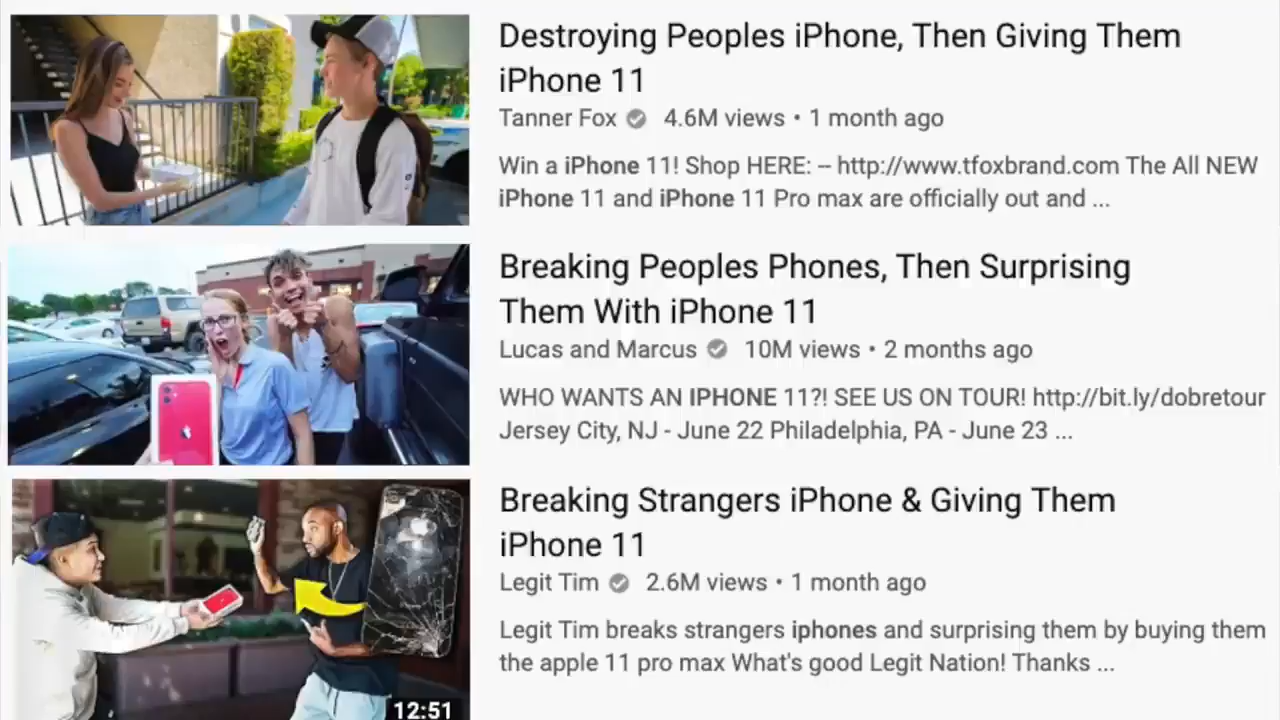 Destroying Peoples iPhone, Then Giving Them
iPhone 11
Tanner Fox 4.6M views • 1 month ago
Win a iPhone 11! Shop HERE: -- http://www.tfoxbrand.com The All NEW
iPhone 11 and iPhone 11 Pro max are officially out and ...
Breaking Peoples Phones, Then Surprising
Them With iPhone 11
Lucas and Marcus 10M views • 2 months ago
WHO WANTS AN IPHONE 11?! SEE US ON TOUR! http://bit.ly/dobretour
Jersey City, NJ - June 22 Philadelphia, PA - June 23 ...
Breaking Strangers iPhone & Giving Them
iPhone 11
Legit Tim 2.6M views • 1 month ago
Legit Tim breaks strangers iphones and surprising them by buying them
the apple 11 pro max What's good Legit Nation! Thanks ...
12:51